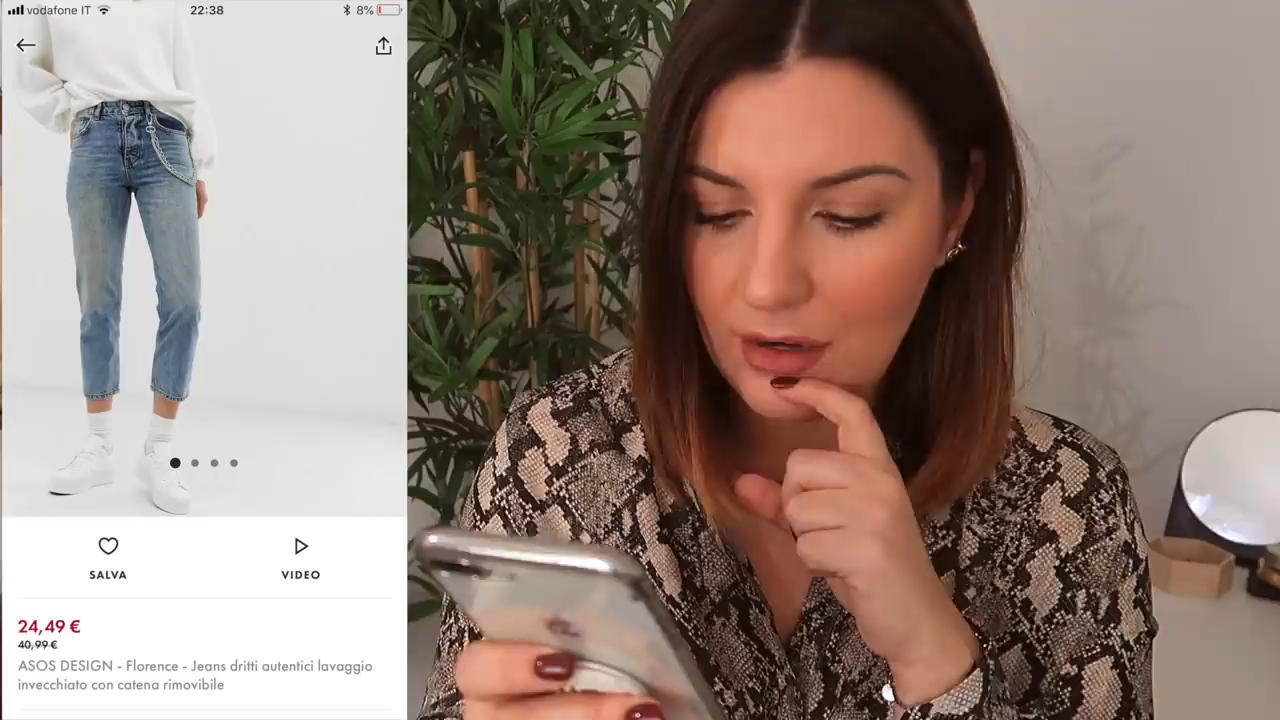 vodafone IT 22:38 8%
SALVA VIDEO
24,49 €
40,99 €
ASOS DESIGN - Florence - Jeans dritti autentici lavaggio
invecchiato con catena rimovibile